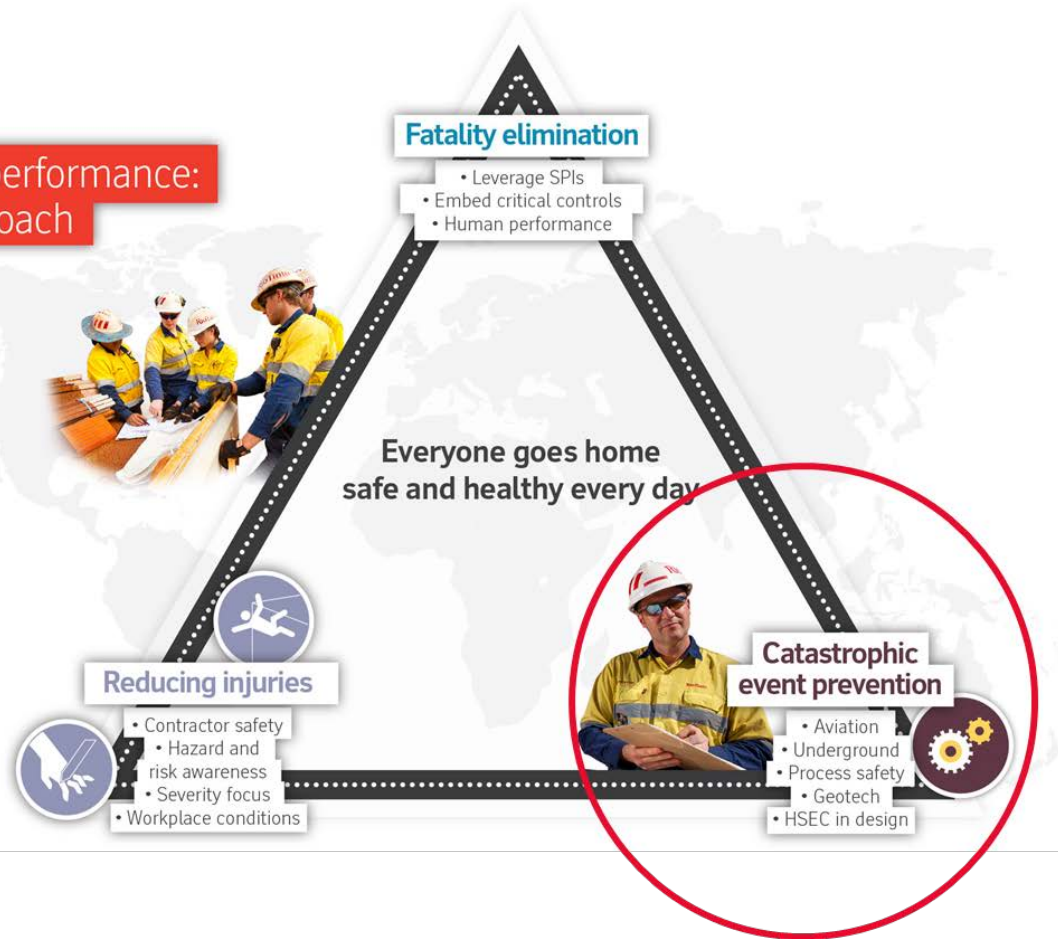 Fatality elimination
• Leverage SPIs
• Embed critical controls
• Human performance
performance:
Everyone goes home
safe and healthy every day
Reducing injuries
• Contractor safety
• Hazard and
risk awareness
• Severity focus
• Workplace conditions
Catastrophic
event prevention
• Aviation
• Underground
• Process safety
• Geotech
• HSEC in design